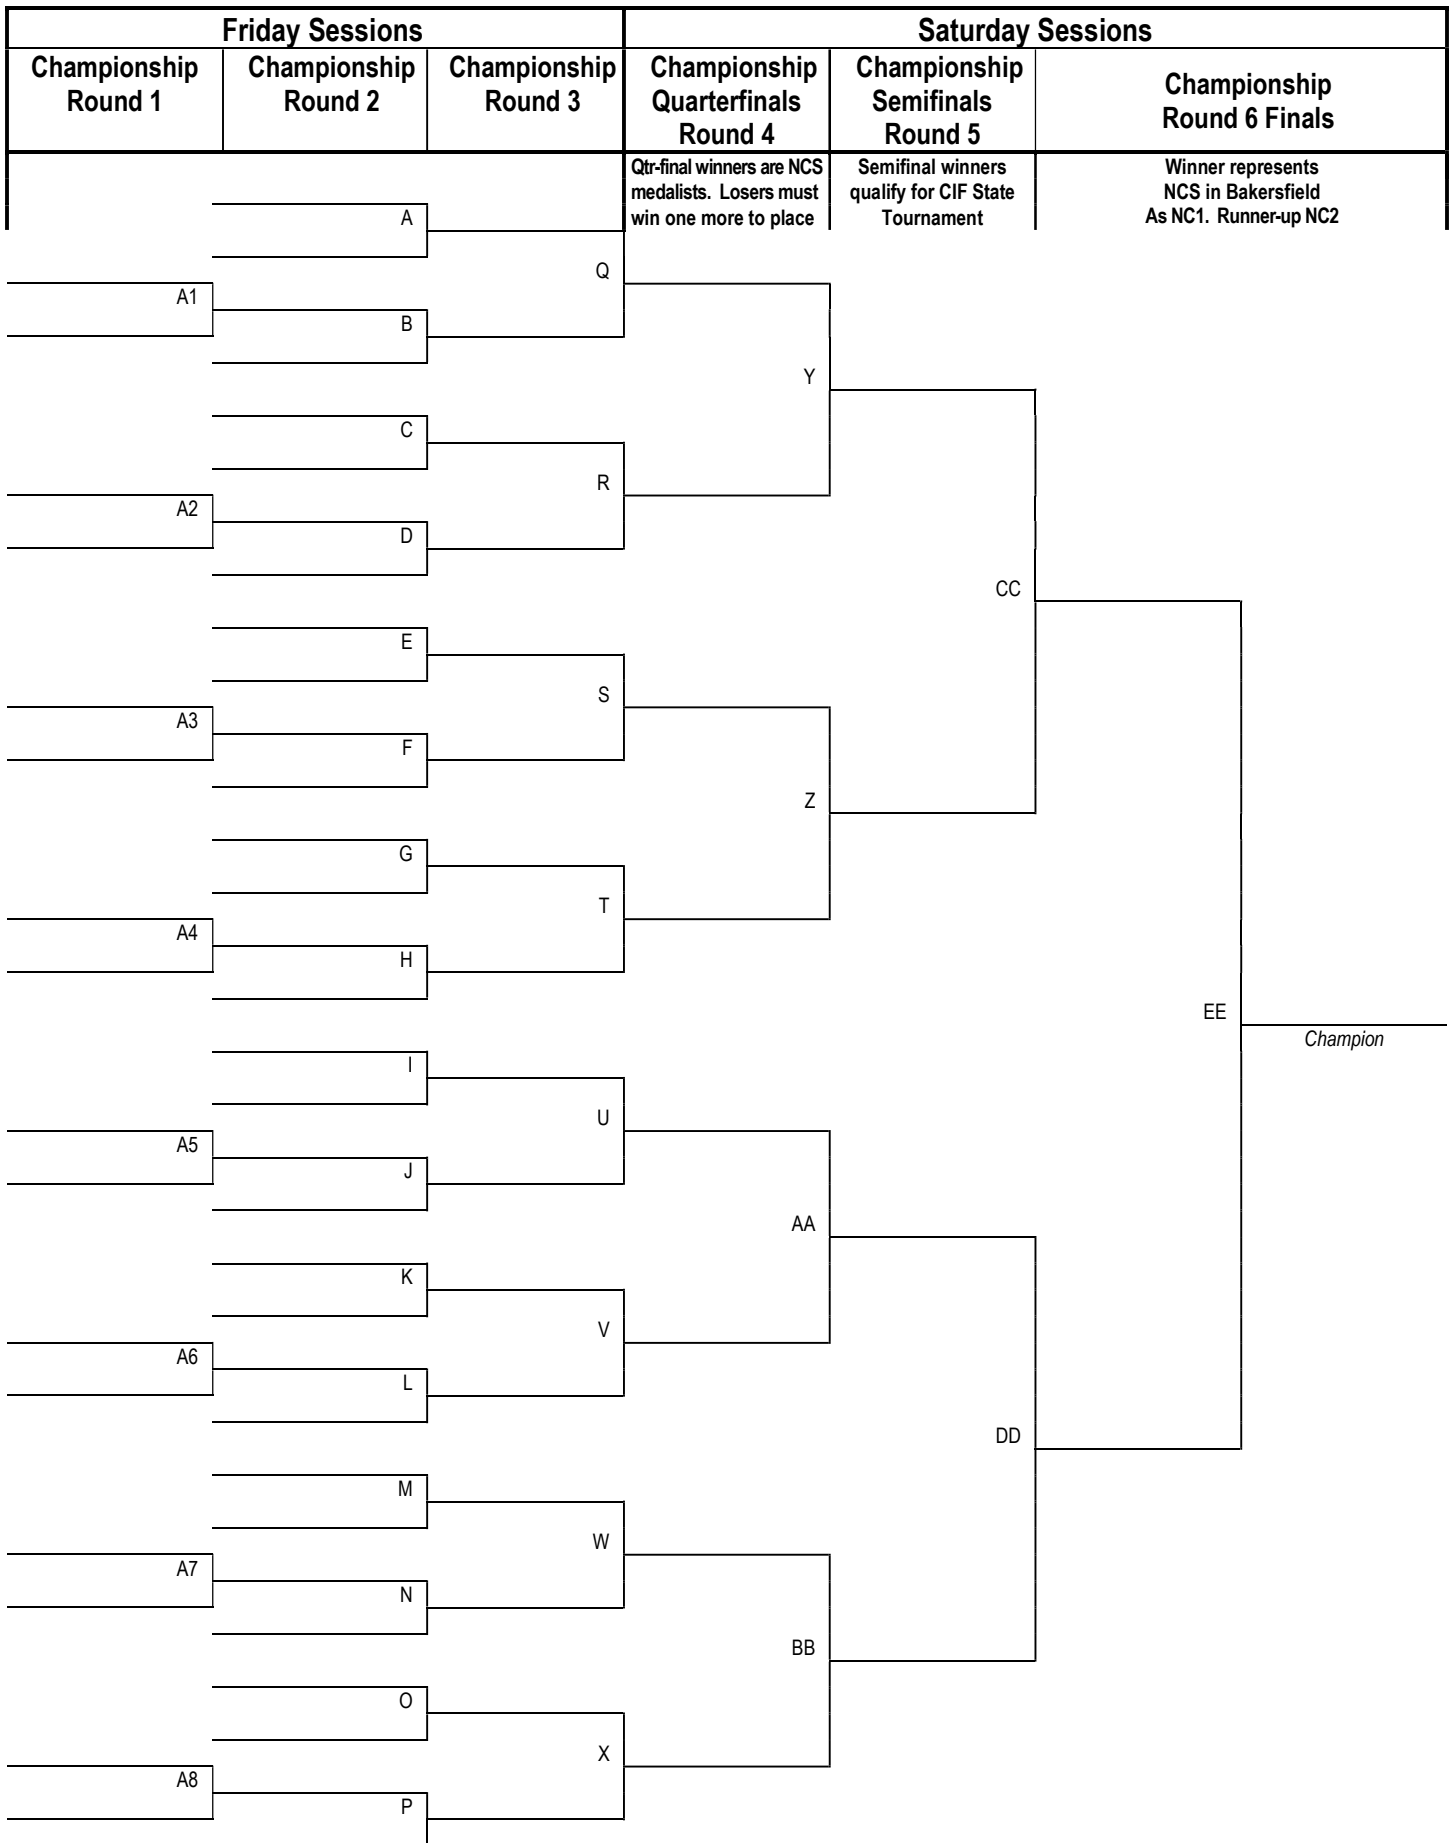 Friday Sessions
Saturday Sessions
Championship
Round 1
Championship
Round 2
Championship
Round 3
Championship
Quarterfinals
Round 4
Championship
Semifinals
Round 5
Championship
Round 6 Finals
Qtr-final winners are NCS
medalists.  Losers must
win one more to place
Semifinal winners
qualify for CIF State
Tournament
Winner represents
NCS in Bakersfield
As NC1.  Runner-up NC2
A
Q
A1
B
Y
C
R
A2
D
CC
E
S
A3
F
Z
G
T
A4
H
EE
Champion
I
U
A5
J
AA
K
V
A6
L
DD
M
W
A7
N
BB
O
X
A8
P